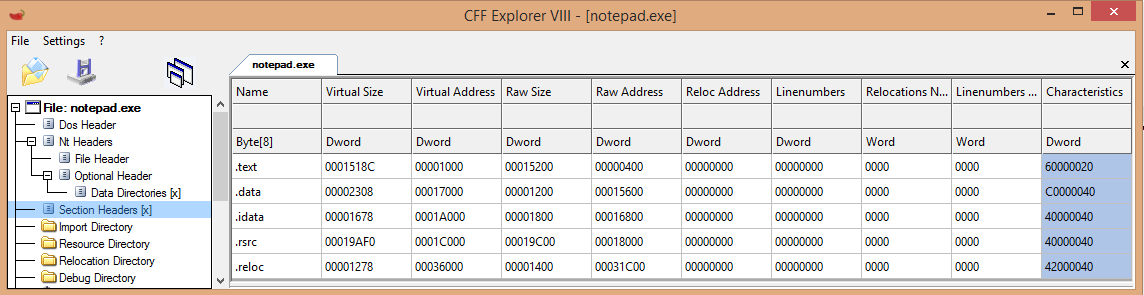 CFF Explorer VIII - [notepad.exe]
File Settings ?
notepad.exe
File: notepad.exe
Dos Header
Nt Headers
File Header
Optional Header
Data Directories [x]
Section Headers [x]
Import Directory
Resource Directory
Relocation Directory
Debug Directory
Name Virtual Size Virtual Address Raw Size Raw Address Reloc Address Linenumbers Relocations N... Linenumbers ... Characteristics
Byte[8] Dword Dword Dword Dword Dword Dword Word Word Dword
.text 0001518C 00001000 00015200 00000400 00000000 00000000 0000 0000 60000020
.data 00002308 00017000 00001200 00015600 00000000 00000000 0000 0000 C0000040
.idata 00001678 0001A000 00001800 00016800 00000000 00000000 0000 0000 40000040
.rsrc 00019AF0 0001C000 00019C00 00018000 00000000 00000000 0000 0000 40000040
.reloc 00001278 00036000 00001400 00031C00 00000000 00000000 0000 0000 42000040